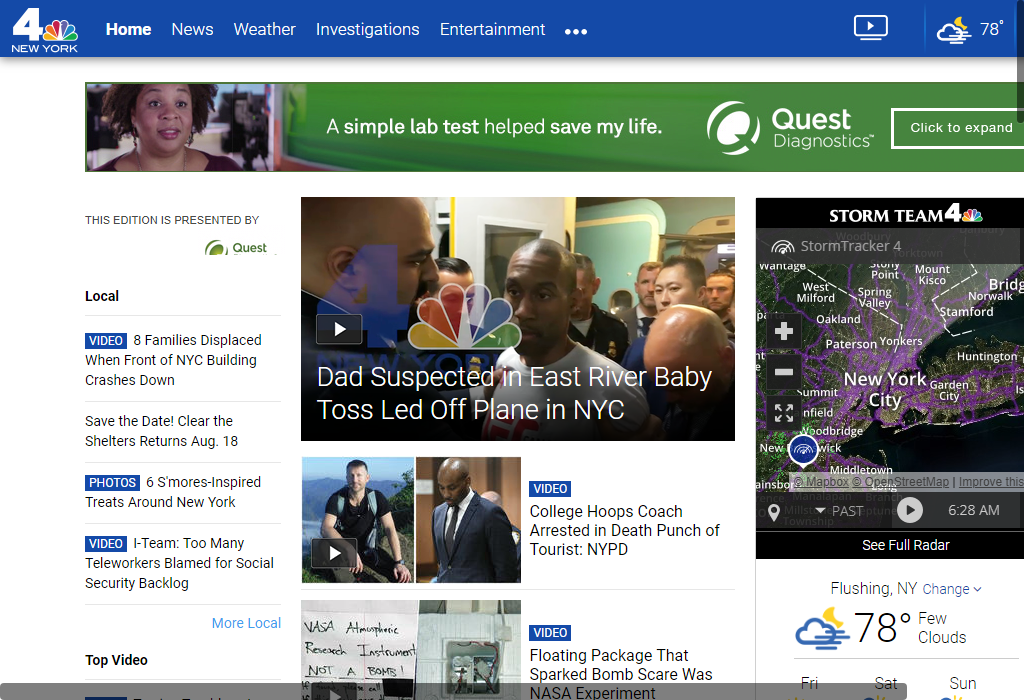 4
NEW YORK
Home
News
Weather
Investigations
Entertainment
78°
A simple lab test helped save my life.
Quest
Diagnostics™
Click to expand
THIS EDITION IS PRESENTED BY
Quest
Local
VIDEO 8 Families Displaced
When Front of NYC Building
Crashes Down
Save the Date! Clear the
Shelters Returns Aug. 18
PHOTOS 6 S'mores-Inspired
Treats Around New York
VIDEO I-Team: Too Many
Teleworkers Blamed for Social
Security Backlog
More Local
Top Video
4
NEW YORK
Dad Suspected in East River Baby
Toss Led Off Plane in NYC
VIDEO
College Hoops Coach
Arrested in Death Punch of
Tourist: NYPD
NASA Atmospheric
Research Instrument
NOT A BOMB!
VIDEO
Floating Package That
Sparked Bomb Scare Was
NASA Experiment
STORM TEAM 4
StormTracker 4
Wantage
Stony
Point
Mount
Kisco
West
Milford
Spring
Valley
Norwalk
Stamford
Oakland
Paterson
Yonkers
Huntington
New York
City
Garden
City
Summit
nfield
Woodbridge
New
wick
Middletown
© Mapbox © OpenStreetMap | Improve this
Manalapan
PAST
6:28 AM
See Full Radar
Flushing, NY Change
78°
Few
Clouds
Fri
Sat
Sun